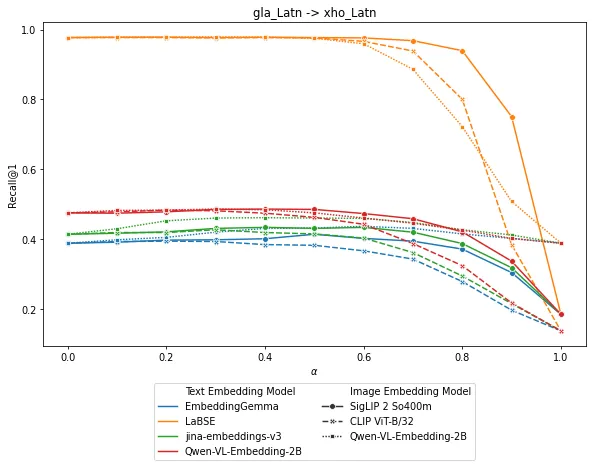 gla_Latn -> xho_Latn
Recall@1
1.0
0.8
0.6
0.4
0.2
0.0 0.2 0.4 0.6 0.8 1.0
α
Text Embedding Model Image Embedding Model
EmbeddingGemma SigLIP 2 So400m
LaBSE CLIP ViT-B/32
jina-embeddings-v3 Qwen-VL-Embedding-2B
Qwen-VL-Embedding-2B